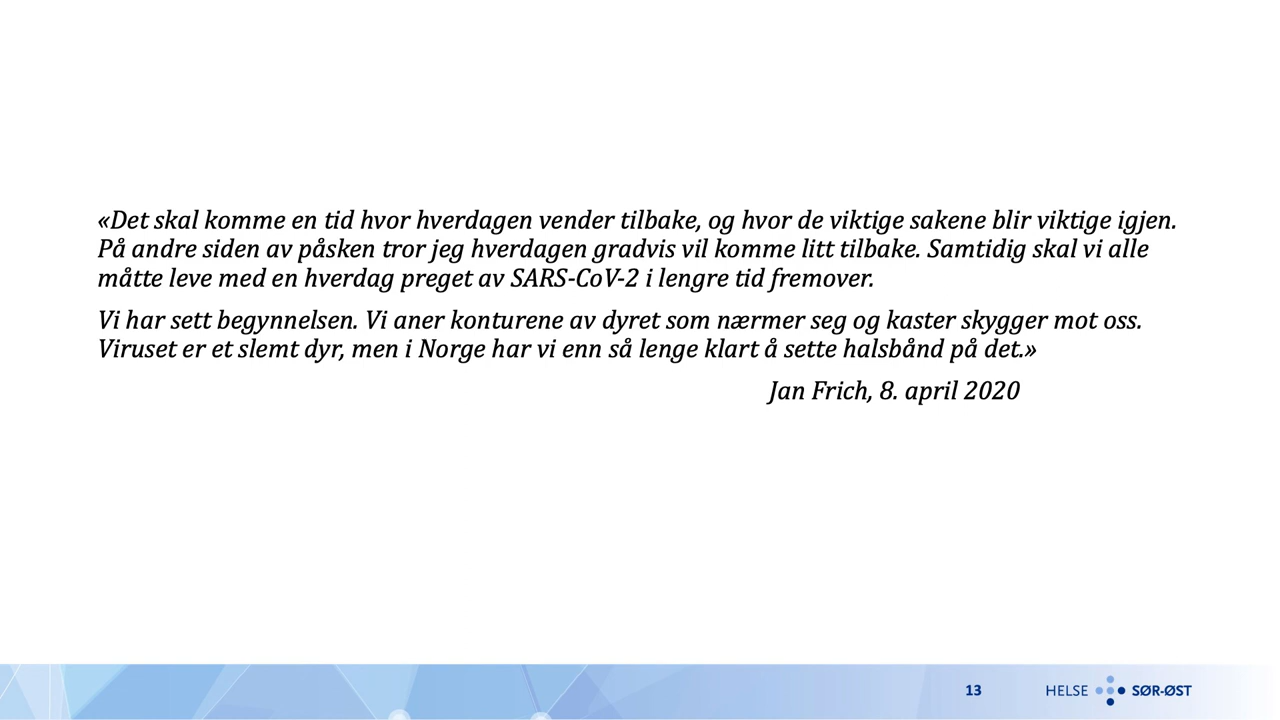 «Det skal komme en tid hvor hverdagen vender tilbake, og hvor de viktige sakene blir viktige igjen.
På andre siden av påsken tror jeg hverdagen gradvis vil komme litt tilbake. Samtidig skal vi alle
måtte leve med en hverdag preget av SARS-CoV-2 i lengre tid fremover.
Vi har sett begynnelsen. Vi aner konturene av dyret som nærmer seg og kaster skygger mot oss.
Viruset er et slemt dyr, men i Norge har vi enn så lenge klart å sette halsbånd på det.»
Jan Frich, 8. april 2020
13 HELSE SØR-ØST